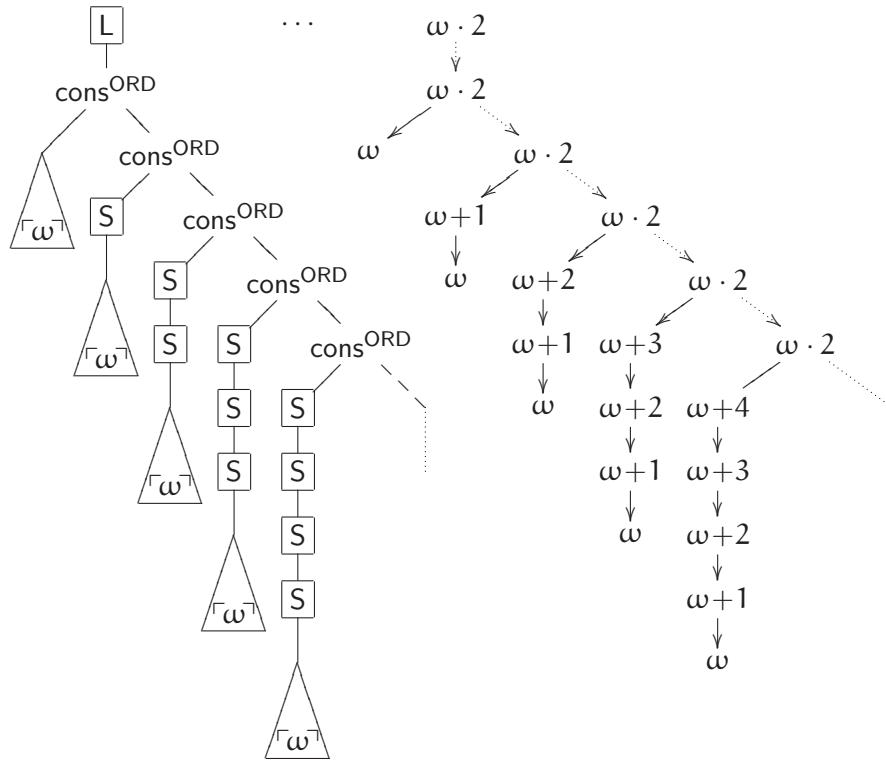 L ··· ω · 2
cons^ORD ω · 2
cons^ORD ω ω · 2
S cons^ORD ω+1 ω · 2
⌜ω⌝
S cons^ORD ω ω+2 ω · 2
S S cons^ORD ω+1 ω+3 ω · 2
⌜ω⌝
S S ω ω+2 ω+4
S S ω+1 ω+3
⌜ω⌝
S ω ω+2
S ω+1
⌜ω⌝
ω
⌜ω⌝